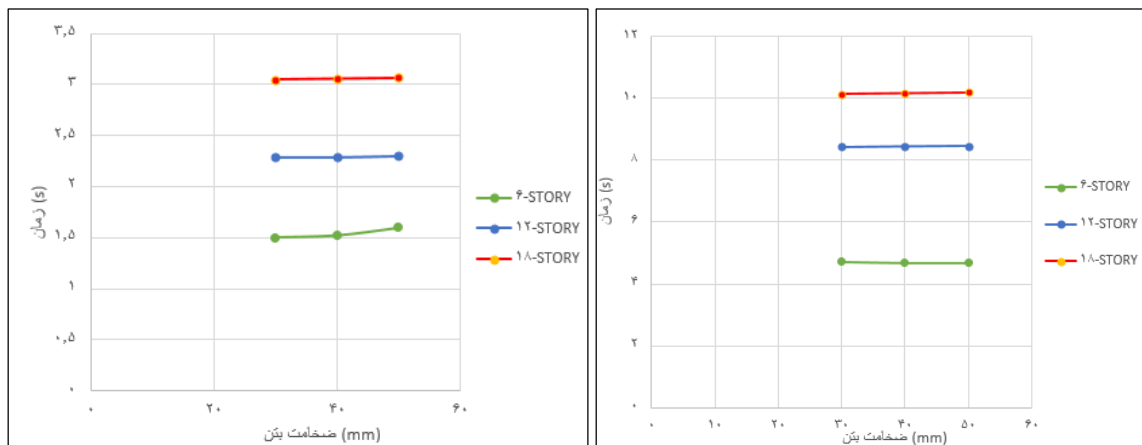 ۳٫۵
۳
۲٫۵
۲
۱٫۵
۱
۰٫۵
۰
۰
۲۰
۴۰
۶۰
زمان (s)
ضخامت بتن (mm)
۶-STORY
۱۲-STORY
۱۸-STORY
۱۲
۱۰
۸
۶
۴
۲
۰
۰
۱۰
۲۰
۳۰
۴۰
۵۰
۶۰
زمان (s)
ضخامت بتن (mm)
۶-STORY
۱۲-STORY
۱۸-STORY